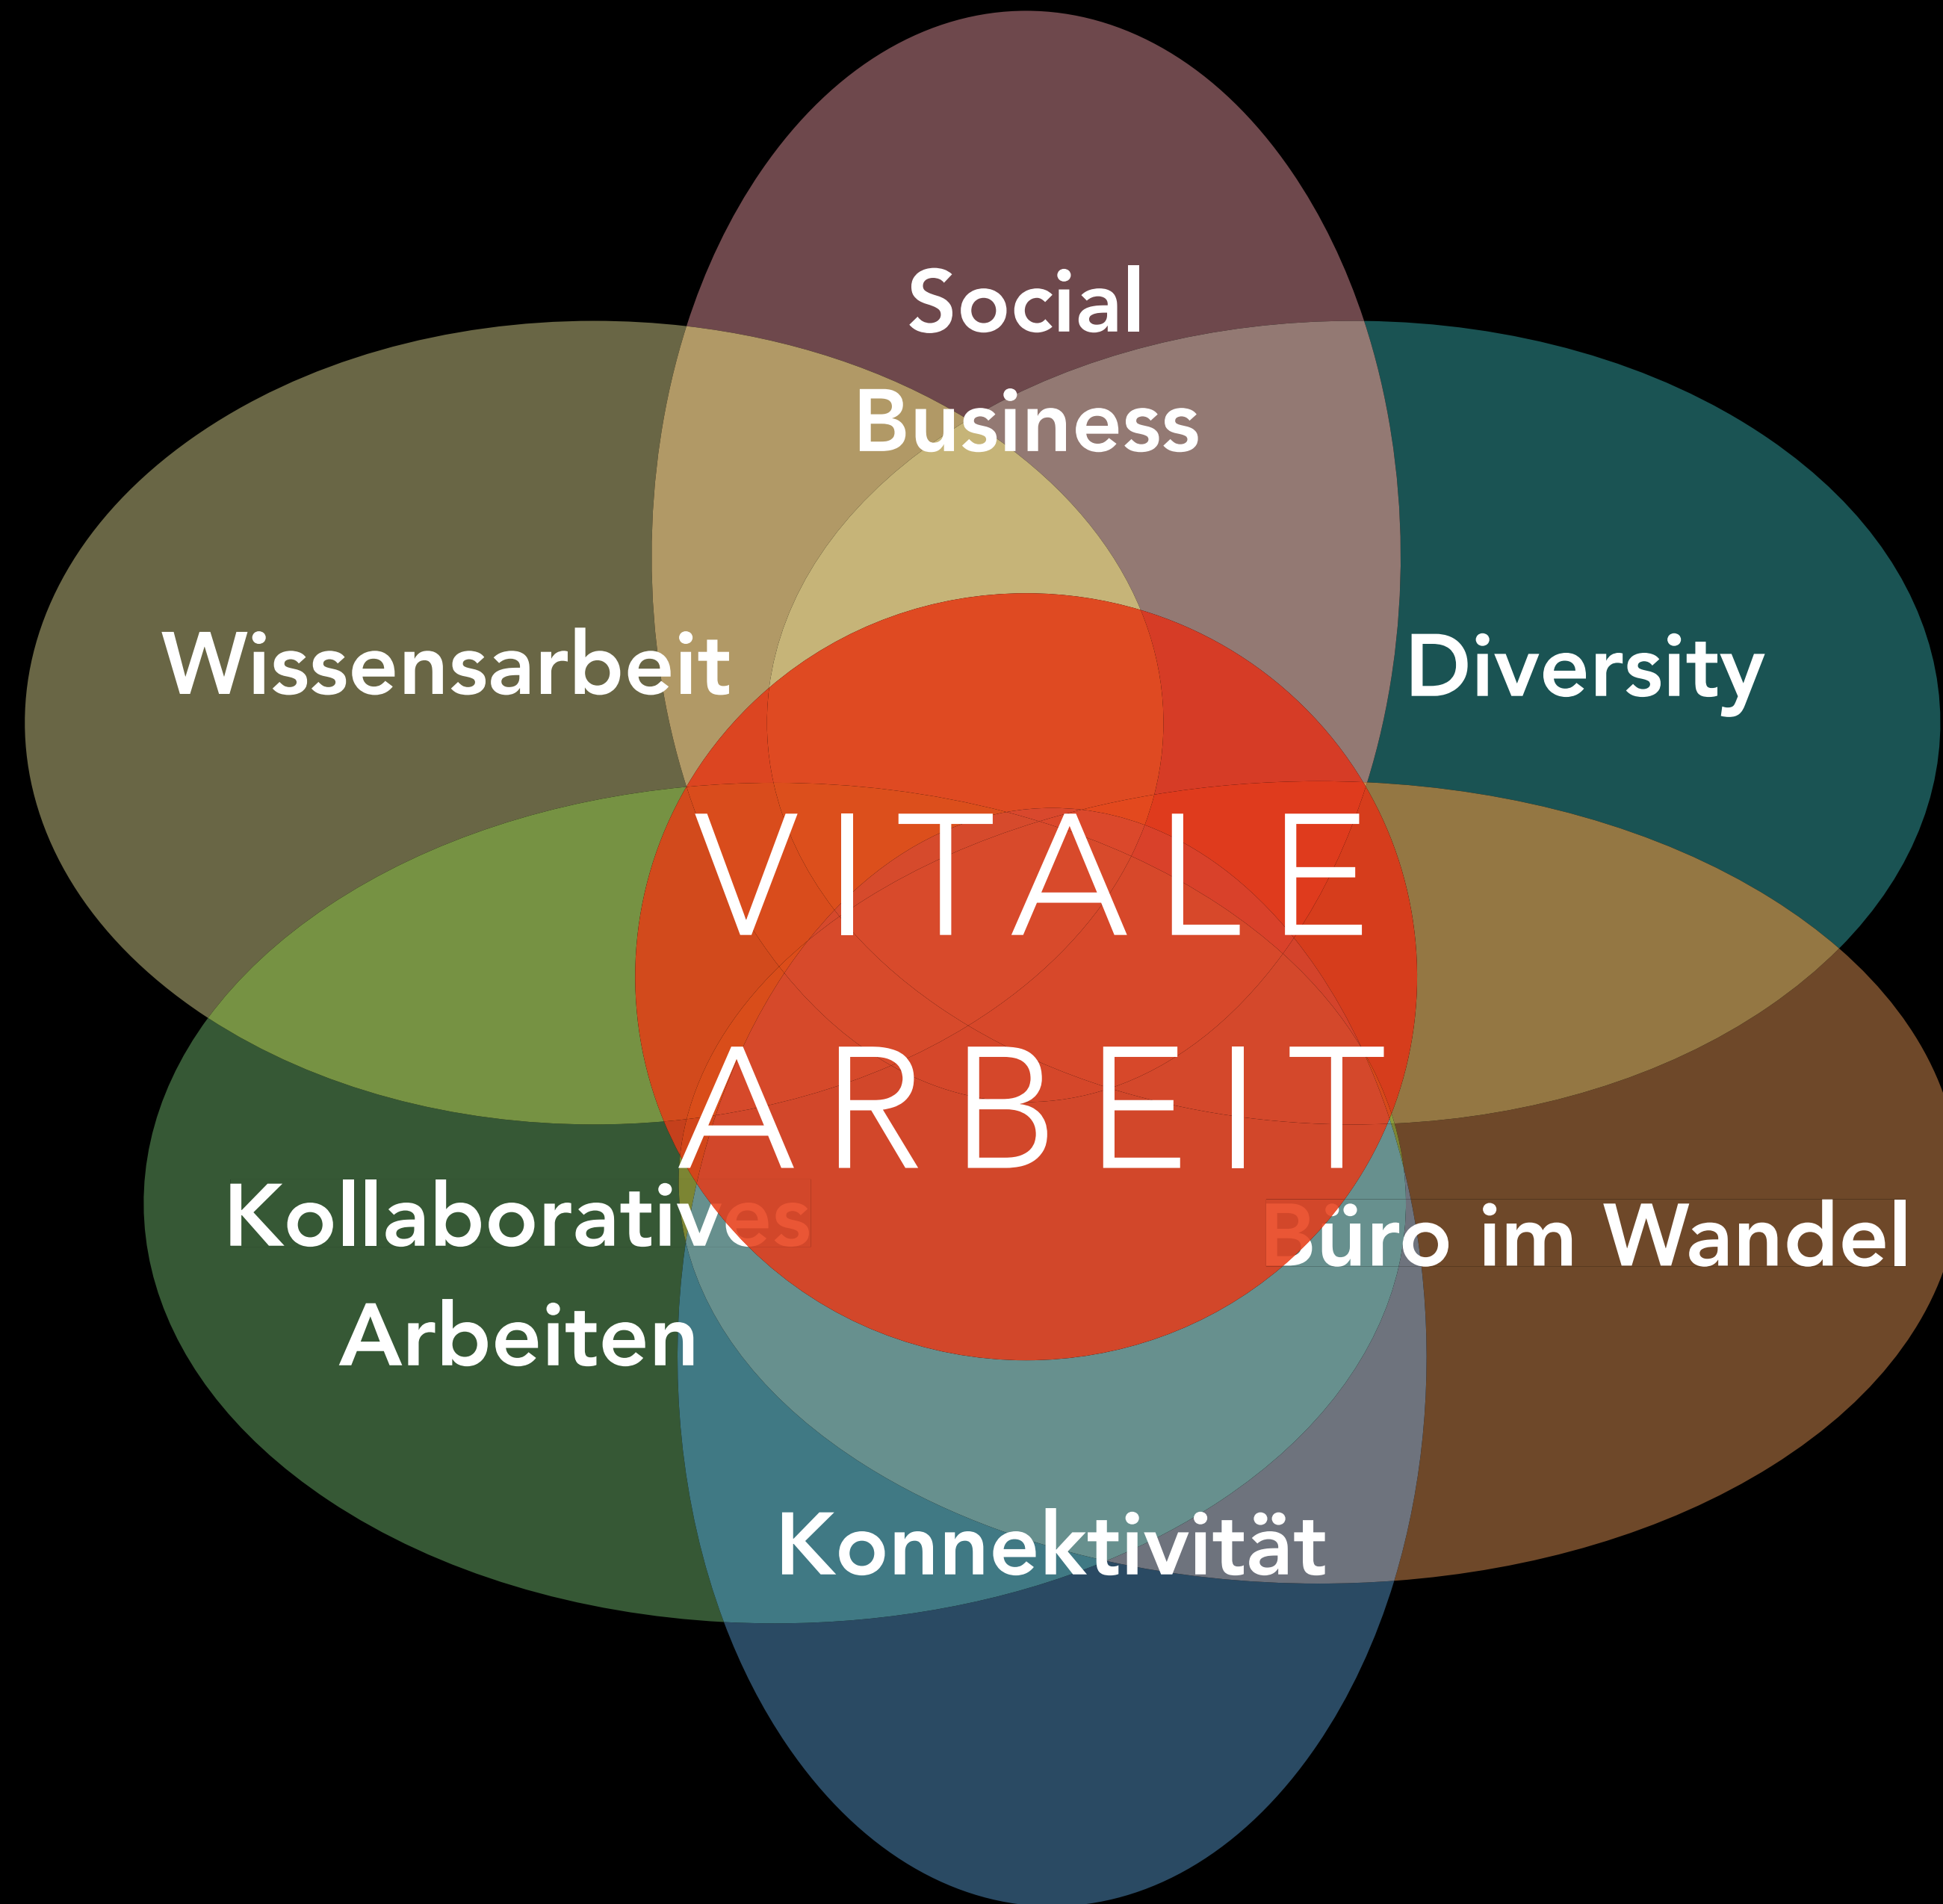 Social
Business
Wissensarbeit
Diversity
VITALE
ARBEIT
Kollaboratives
Arbeiten
Büro im Wandel
Konnektivität